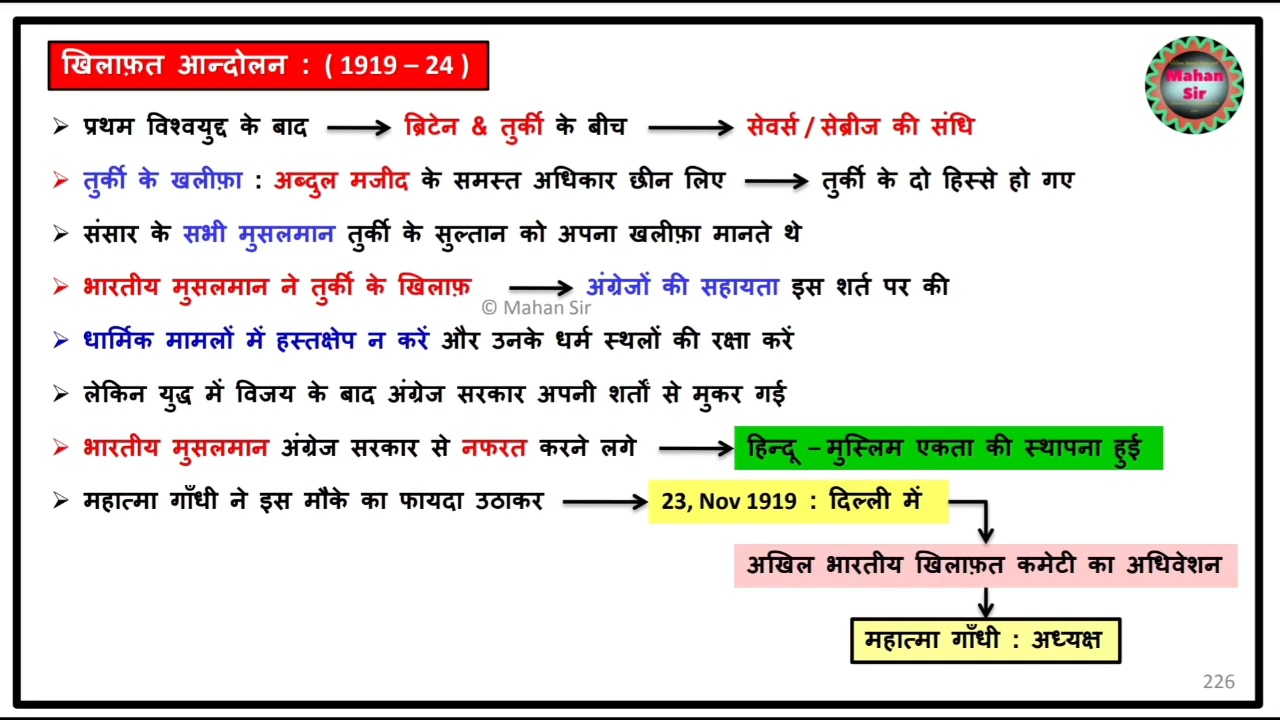 खिलाफ़त आन्दोलन : ( 1919 – 24 )
Mahan
Sir
➢ प्रथम विश्वयुद्द के बाद ⟶ ब्रिटेन & तुर्की के बीच ⟶ सेवर्स / सेब्रीज की संधि
➢ तुर्की के खलीफ़ा : अब्दुल मजीद के समस्त अधिकार छीन लिए ⟶ तुर्की के दो हिस्से हो गए
➢ संसार के सभी मुसलमान तुर्की के सुल्तान को अपना खलीफ़ा मानते थे
➢ भारतीय मुसलमान ने तुर्की के खिलाफ़ ⟶ अंग्रेजों की सहायता इस शर्त पर की
© Mahan Sir
➢ धार्मिक मामलों में हस्तक्षेप न करें और उनके धर्म स्थलों की रक्षा करें
➢ लेकिन युद्ध में विजय के बाद अंग्रेज सरकार अपनी शर्तों से मुकर गई
➢ भारतीय मुसलमान अंग्रेज सरकार से नफरत करने लगे ⟶ हिन्दू – मुस्लिम एकता की स्थापना हुई
➢ महात्मा गाँधी ने इस मौके का फायदा उठाकर ⟶ 23, Nov 1919 : दिल्ली में
अखिल भारतीय खिलाफ़त कमेटी का अधिवेशन
महात्मा गाँधी : अध्यक्ष
226